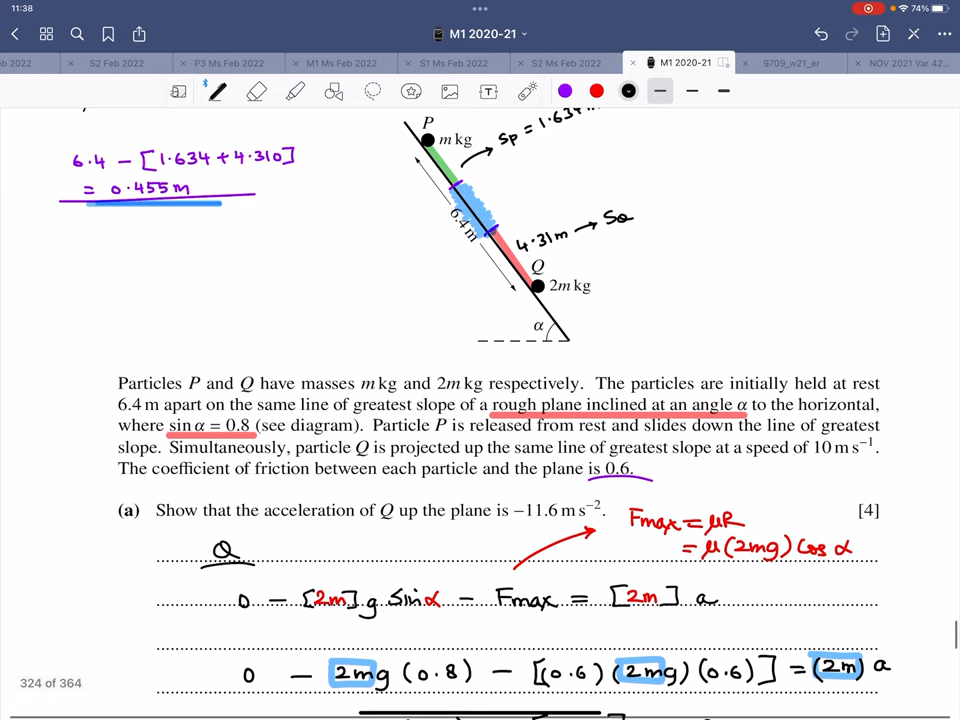 11:38
74%
M1 2020-21
eb 2022
S2 Feb 2022
P3 Ms Feb 2022
M1 Ms Feb 2022
S1 Ms Feb 2022
S2 Ms Feb 2022
M1 2020-21
9709_w21_er
NOV 2021 Var 42...
6.4 - [1.634 + 4.310]
= 0.455 m
P
m kg
Sp = 1.634 m
6.4 m
4.31m → SQ
Q
2m kg
α
Particles P and Q have masses m kg and 2m kg respectively. The particles are initially held at rest
6.4 m apart on the same line of greatest slope of a rough plane inclined at an angle α to the horizontal,
where sin α = 0.8 (see diagram). Particle P is released from rest and slides down the line of greatest
slope. Simultaneously, particle Q is projected up the same line of greatest slope at a speed of 10 m s⁻¹.
The coefficient of friction between each particle and the plane is 0.6.
(a) Show that the acceleration of Q up the plane is −11.6 m s⁻². [4]
Fmax = μR
= μ(2mg) cos α
Q
0 - [2m]g sin α - Fmax = [2m] a
0 - 2mg (0.8) - [(0.6)(2mg)(0.6)] = (2m) a
324 of 364